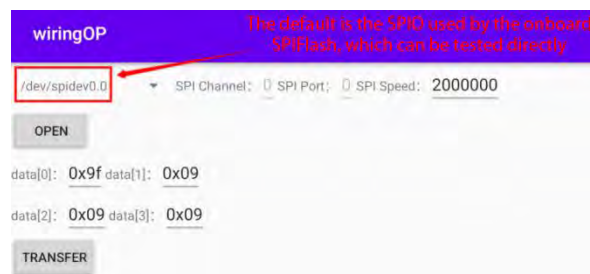 wiringOP
The default is the SPI0 used by the onboard
SPIFlash, which can be tested directly
/dev/spidev0.0 SPI Channel: 0 SPI Port: 0 SPI Speed: 2000000
OPEN
data[0]: 0x9f data[1]: 0x09
data[2]: 0x09 data[3]: 0x09
TRANSFER